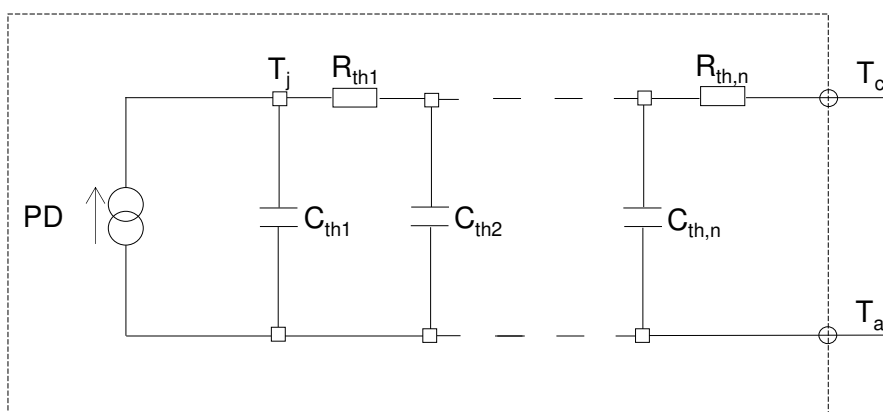 T_j R_th1 R_th,n T_c
PD C_th1 C_th2 C_th,n
T_a